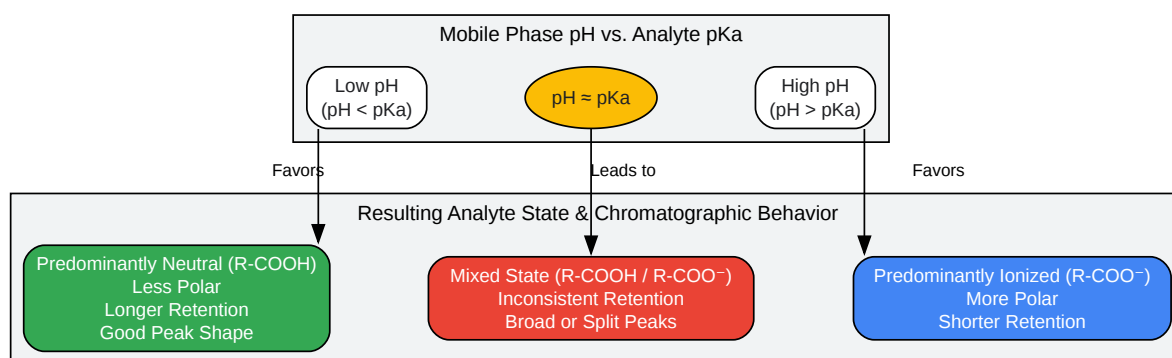 Mobile Phase pH vs. Analyte pKa
Low pH
(pH < pKa)
pH ≈ pKa
High pH
(pH > pKa)
Favors
Leads to
Favors
Resulting Analyte State & Chromatographic Behavior
Predominantly Neutral (R-COOH)
Less Polar
Longer Retention
Good Peak Shape
Mixed State (R-COOH / R-COO⁻)
Inconsistent Retention
Broad or Split Peaks
Predominantly Ionized (R-COO⁻)
More Polar
Shorter Retention